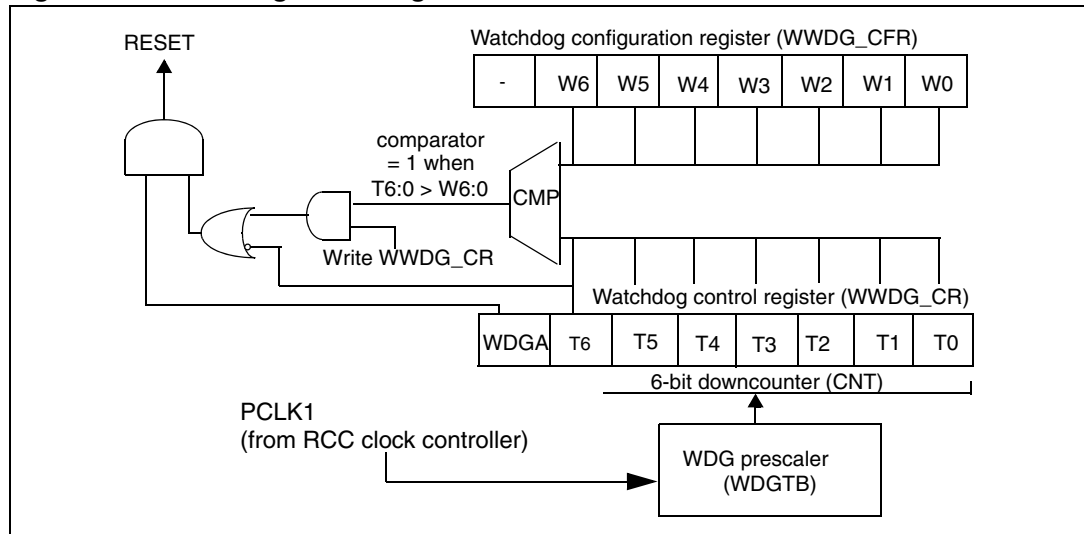 RESET
Watchdog configuration register (WWDG_CFR)
- W6 W5 W4 W3 W2 W1 W0
comparator
= 1 when
T6:0 > W6:0
CMP
Write WWDG_CR
Watchdog control register (WWDG_CR)
WDGA T6 T5 T4 T3 T2 T1 T0
6-bit downcounter (CNT)
PCLK1
(from RCC clock controller)
WDG prescaler
(WDGTB)